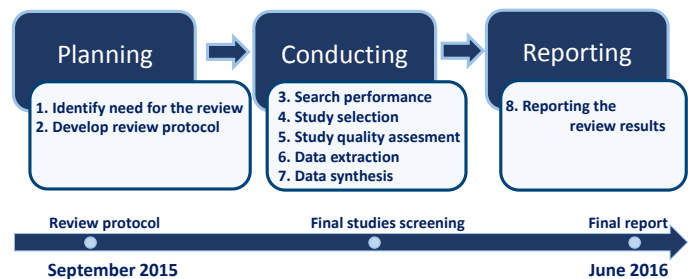 Planning
Conducting
Reporting
1. Identify need for the review
2. Develop review protocol
3. Search performance
4. Study selection
5. Study quality assesment
6. Data extraction
7. Data synthesis
8. Reporting the
review results
Review protocol
Final studies screening
Final report
September 2015
June 2016